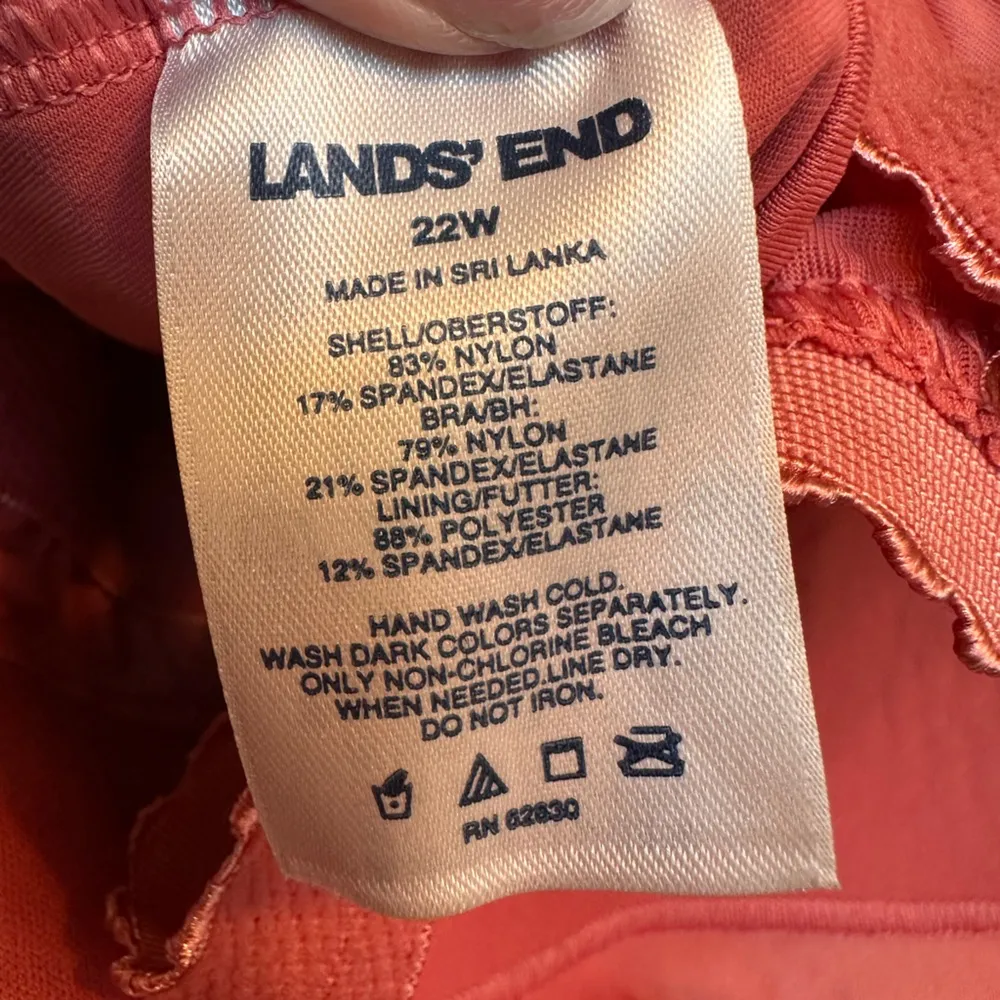 LANDS' END
22W
MADE IN SRI LANKA
SHELL/OBERSTOFF:
83% NYLON
17% SPANDEX/ELASTANE
BRA/BH:
79% NYLON
21% SPANDEX/ELASTANE
LINING/FUTTER:
88% POLYESTER
12% SPANDEX/ELASTANE
HAND WASH COLD.
WASH DARK COLORS SEPARATELY.
ONLY NON-CHLORINE BLEACH
WHEN NEEDED.LINE DRY.
DO NOT IRON.
RN 62630